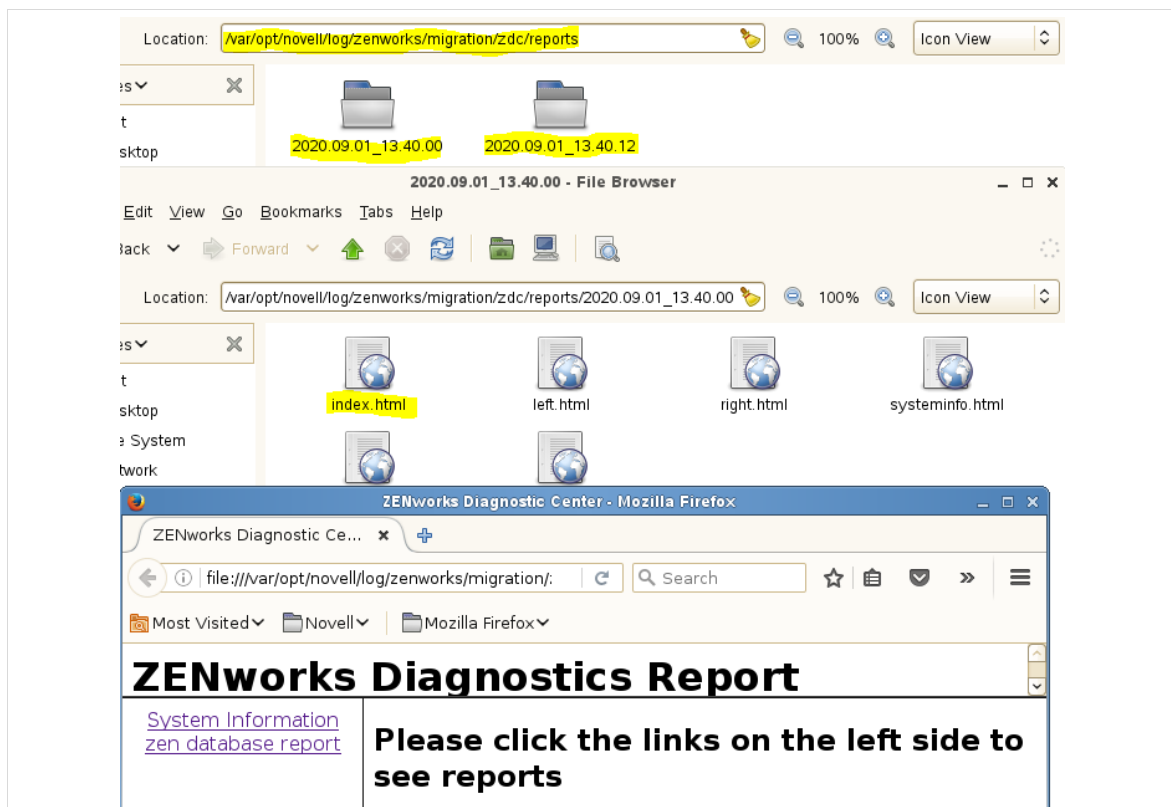 Location: /var/opt/novell/log/zenworks/migration/zdc/reports 100% Icon View
es
t
sktop
2020.09.01_13.40.00 2020.09.01_13.40.12
2020.09.01_13.40.00 - File Browser
Edit View Go Bookmarks Tabs Help
Back Forward
Location: /var/opt/novell/log/zenworks/migration/zdc/reports/2020.09.01_13.40.00 100% Icon View
es
t
sktop
e System
twork
index.html left.html right.html systeminfo.html
ZENworks Diagnostic Center - Mozilla Firefox
ZENworks Diagnostic Ce...
file:///var/opt/novell/log/zenworks/migration/: Search
Most Visited Novell Mozilla Firefox
ZENworks Diagnostics Report
System Information
zen database report
Please click the links on the left side to
see reports